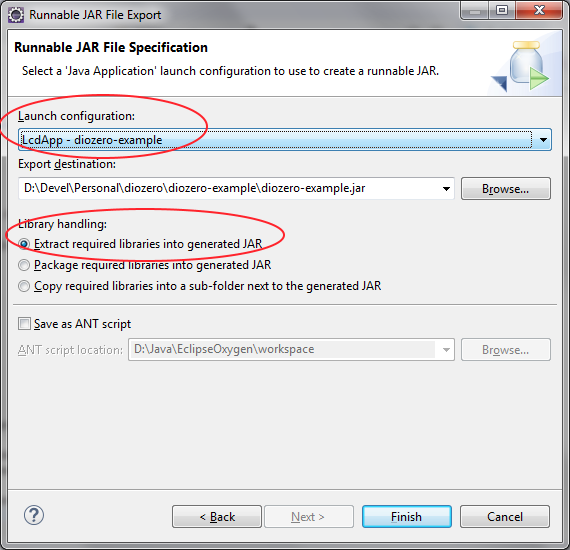 Runnable JAR File Export
Runnable JAR File Specification
Select a 'Java Application' launch configuration to use to create a runnable JAR.
Launch configuration:
LcdApp - diozero-example
Export destination:
D:\Devel\Personal\diozero\diozero-example\diozero-example.jar
Browse...
Library handling:
Extract required libraries into generated JAR
Package required libraries into generated JAR
Copy required libraries into a sub-folder next to the generated JAR
Save as ANT script
ANT script location:
D:\Java\EclipseOxygen\workspace
Browse...
?
< Back
Next >
Finish
Cancel